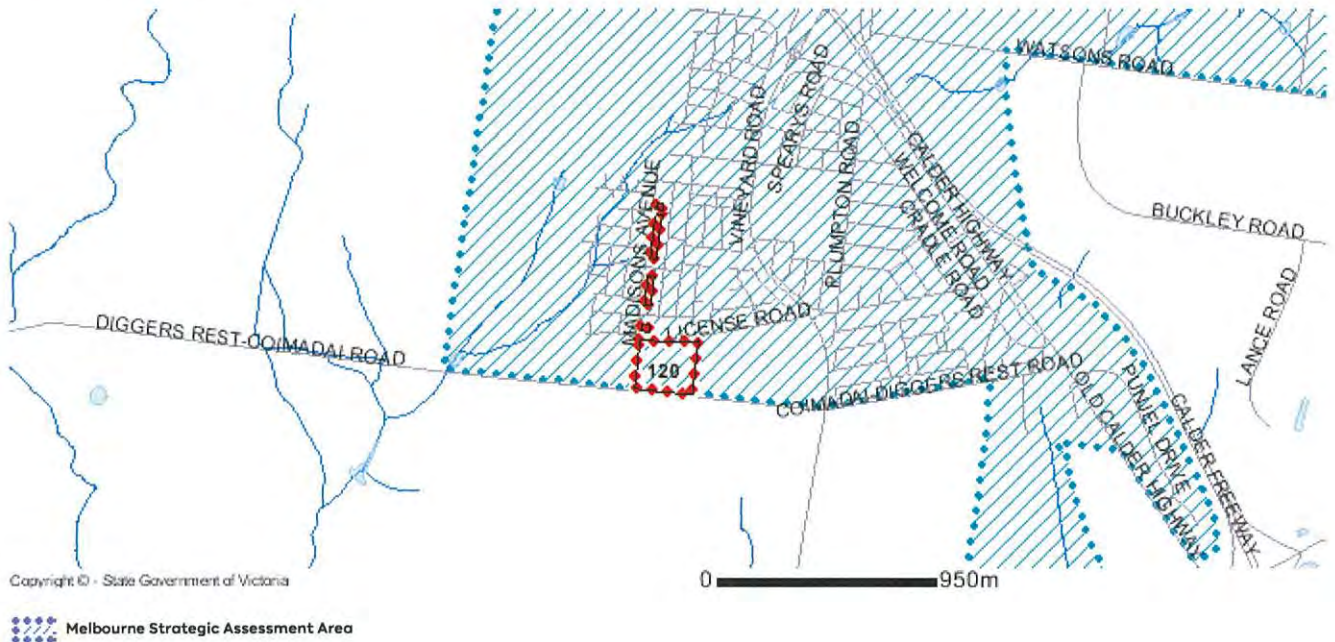 WATSONS ROAD
SPEARYS ROAD
VINEYARD ROAD
PLUMPTON ROAD
CALDER HIGHWAY
WELCOME ROAD
CRADLE ROAD
MADISONS AVENUE
BUCKLEY ROAD
LANCE ROAD
LICENSE ROAD
DIGGERS REST-COIMADAI ROAD
120
COIMADAI-DIGGERS REST ROAD
OLD CALDER HIGHWAY
PUNJEL DRIVE
CALDER FREEWAY
Copyright © - State Government of Victoria
0 950m
Melbourne Strategic Assessment Area